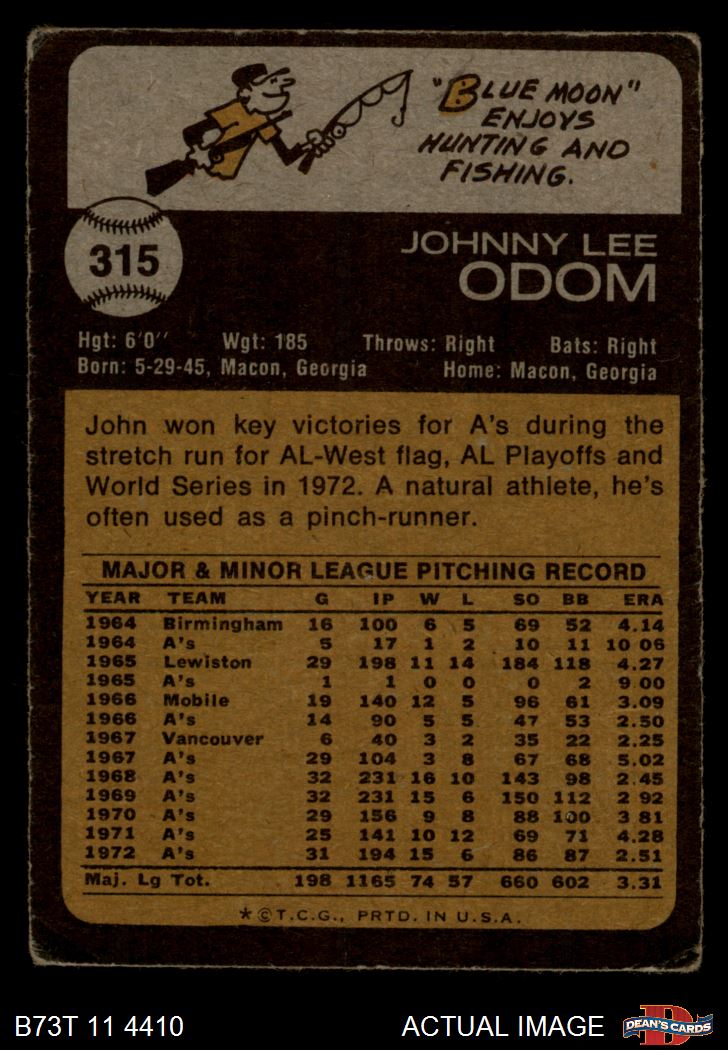 "BLUE MOON"
ENJOYS
HUNTING AND
FISHING.
315
JOHNNY LEE
ODOM
Hgt: 6'0" Wgt: 185 Throws: Right Bats: Right
Born: 5-29-45, Macon, Georgia Home: Macon, Georgia
John won key victories for A's during the
stretch run for AL-West flag, AL Playoffs and
World Series in 1972. A natural athlete, he's
often used as a pinch-runner.
MAJOR & MINOR LEAGUE PITCHING RECORD
YEAR TEAM G IP W L SO BB ERA
1964 Birmingham 16 100 6 5 69 52 4.14
1964 A's 5 17 1 2 10 11 10 06
1965 Lewiston 29 198 11 14 184 118 4.27
1965 A's 1 1 0 0 0 2 9.00
1966 Mobile 19 140 12 5 96 61 3.09
1966 A's 14 90 5 5 47 53 2.50
1967 Vancouver 6 40 3 2 35 22 2.25
1967 A's 29 104 3 8 67 68 5.02
1968 A's 32 231 16 10 143 98 2.45
1969 A's 32 231 15 6 150 112 2 92
1970 A's 29 156 9 8 88 100 3 81
1971 A's 25 141 10 12 69 71 4.28
1972 A's 31 194 15 6 86 87 2.51
Maj. Lg Tot. 198 1165 74 57 660 602 3.31
*©T.C.G., PRTD. IN U.S.A.
B73T 11 4410 ACTUAL IMAGE D DEAN'S CARDS